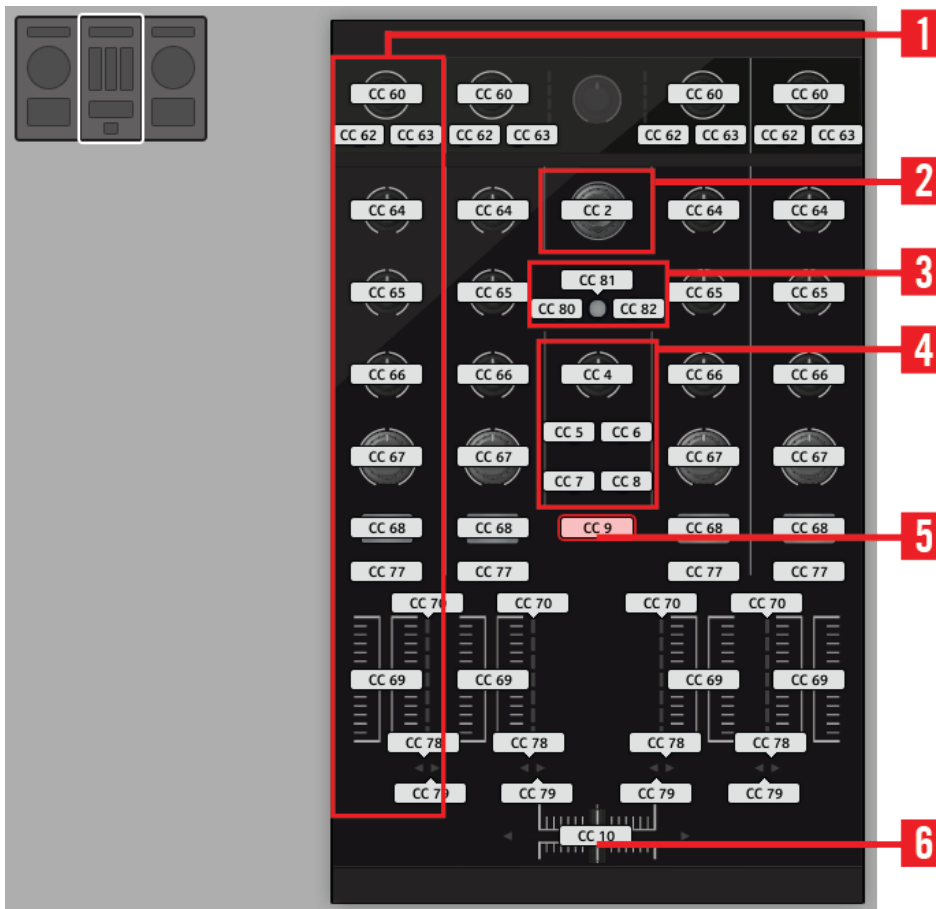 1
CC 60 CC 60 CC 60 CC 60
CC 62 CC 63 CC 62 CC 63 CC 62 CC 63 CC 62 CC 63
2
CC 64 CC 64 CC 2 CC 64 CC 64
3
CC 81
CC 65 CC 65 CC 65 CC 65
CC 80 CC 82
4
CC 66 CC 66 CC 4 CC 66 CC 66
CC 5 CC 6
CC 67 CC 67 CC 67 CC 67
CC 7 CC 8
CC 68 CC 68 CC 9 CC 68 CC 68
5
CC 77 CC 77 CC 77 CC 77
CC 70 CC 70 CC 70 CC 70
CC 69 CC 69 CC 69 CC 69
CC 78 CC 78 CC 78 CC 78
CC 79 CC 79 CC 79 CC 79
CC 10
6